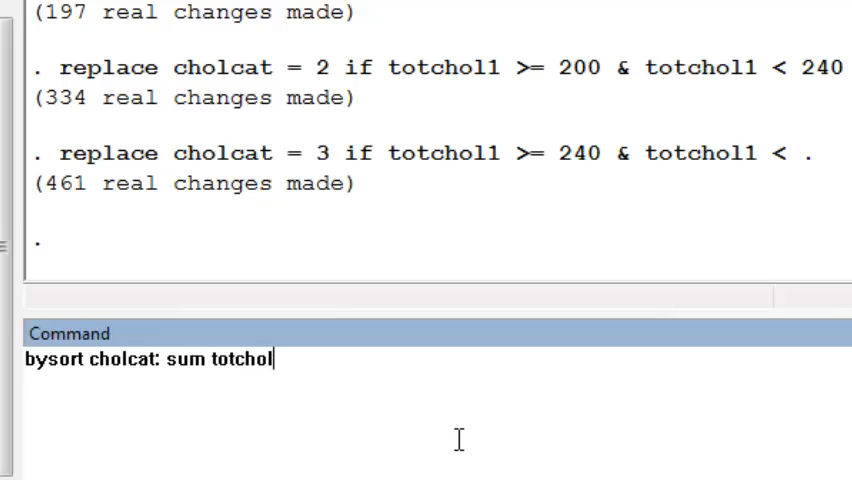 (197 real changes made)
. replace cholcat = 2 if totchol1 >= 200 & totchol1 < 240
(334 real changes made)
. replace cholcat = 3 if totchol1 >= 240 & totchol1 < .
(461 real changes made)
.
Command
bysort cholcat: sum totchol